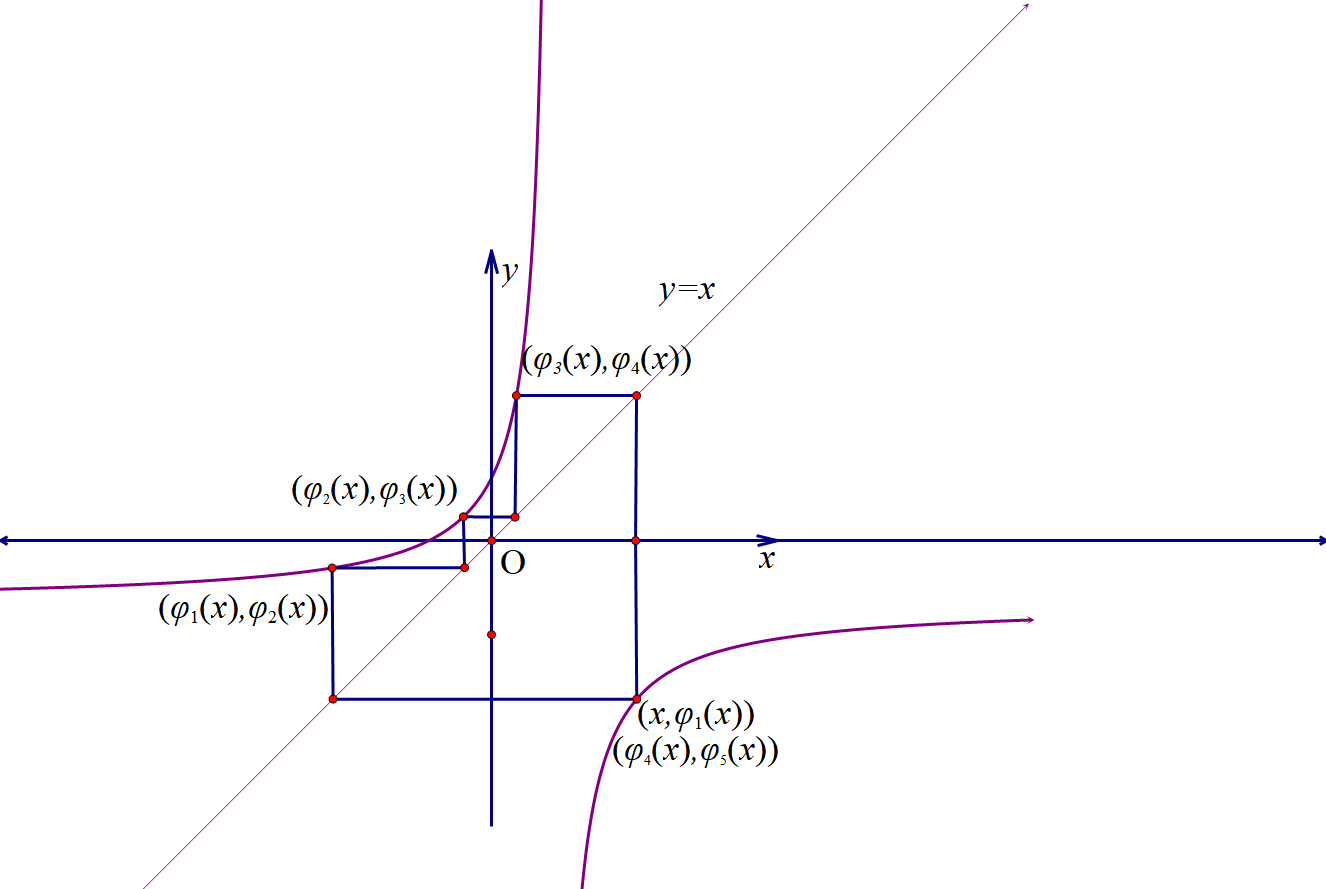 y
y=x
(φ₃(x),φ₄(x))
(φ₂(x),φ₃(x))
O
x
(φ₁(x),φ₂(x))
(x,φ₁(x))
(φ₄(x),φ₅(x))